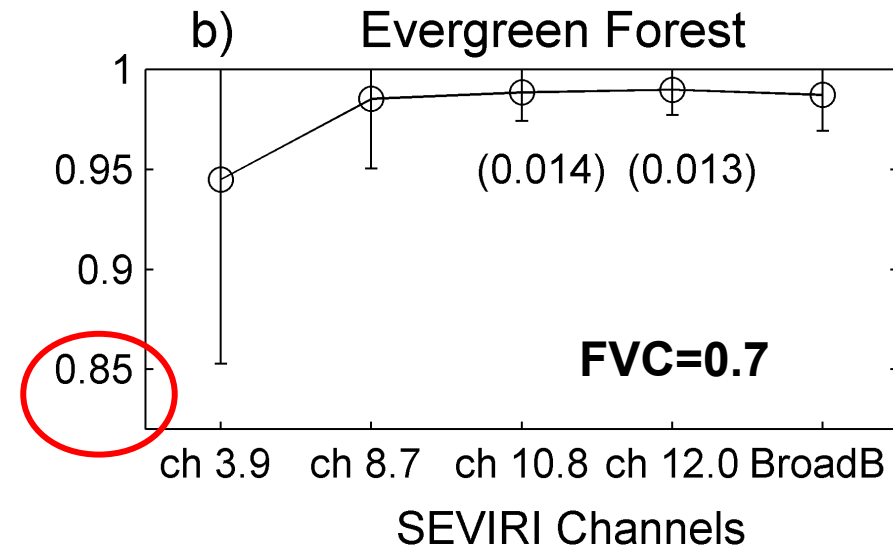 b) Evergreen Forest
1
0.95
(0.014) (0.013)
0.9
0.85
FVC=0.7
ch 3.9 ch 8.7 ch 10.8 ch 12.0 BroadB
SEVIRI Channels